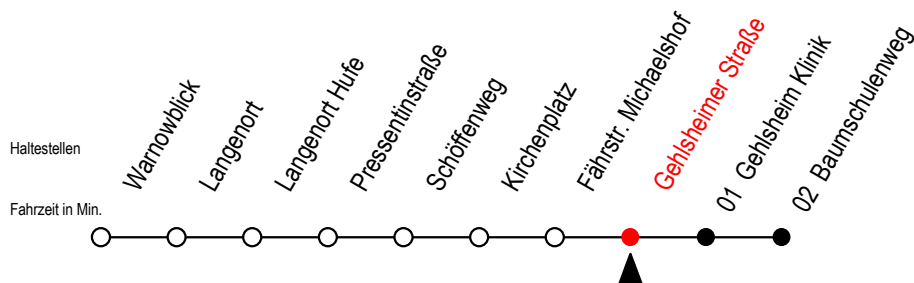 Haltestellen
Fahrzeit in Min.
Warnowblick
Langenort
Langenort Hufe
Pressentinstraße
Schöffenweg
Kirchenplatz
Fährstr. Michaelshof
Gehlsheimer Straße
01 Gehlsheim Klinik
02 Baumschulenweg